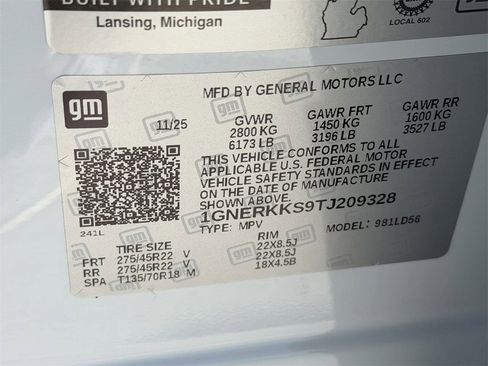 BUILT WITH PRIDE
Lansing, Michigan
LOCAL 602
gm
MFD BY GENERAL MOTORS LLC
11/25 GVWR GAWR FRT GAWR RR
2800 KG 1450 KG 1600 KG
6173 LB 3196 LB 3527 LB
THIS VEHICLE CONFORMS TO ALL
APPLICABLE U.S. FEDERAL MOTOR
VEHICLE SAFETY STANDARDS IN EFFECT
ON THE DATE OF MANUFACTURE SHOWN ABOVE.
1GNERKKS9TJ209328
241L TYPE: MPV MODEL: 981LD56
TIRE SIZE RIM
FRT 275/45R22 V 22X8.5J
RR 275/45R22 V 22X8.5J
SPA T135/70R18 M 18X4.5B